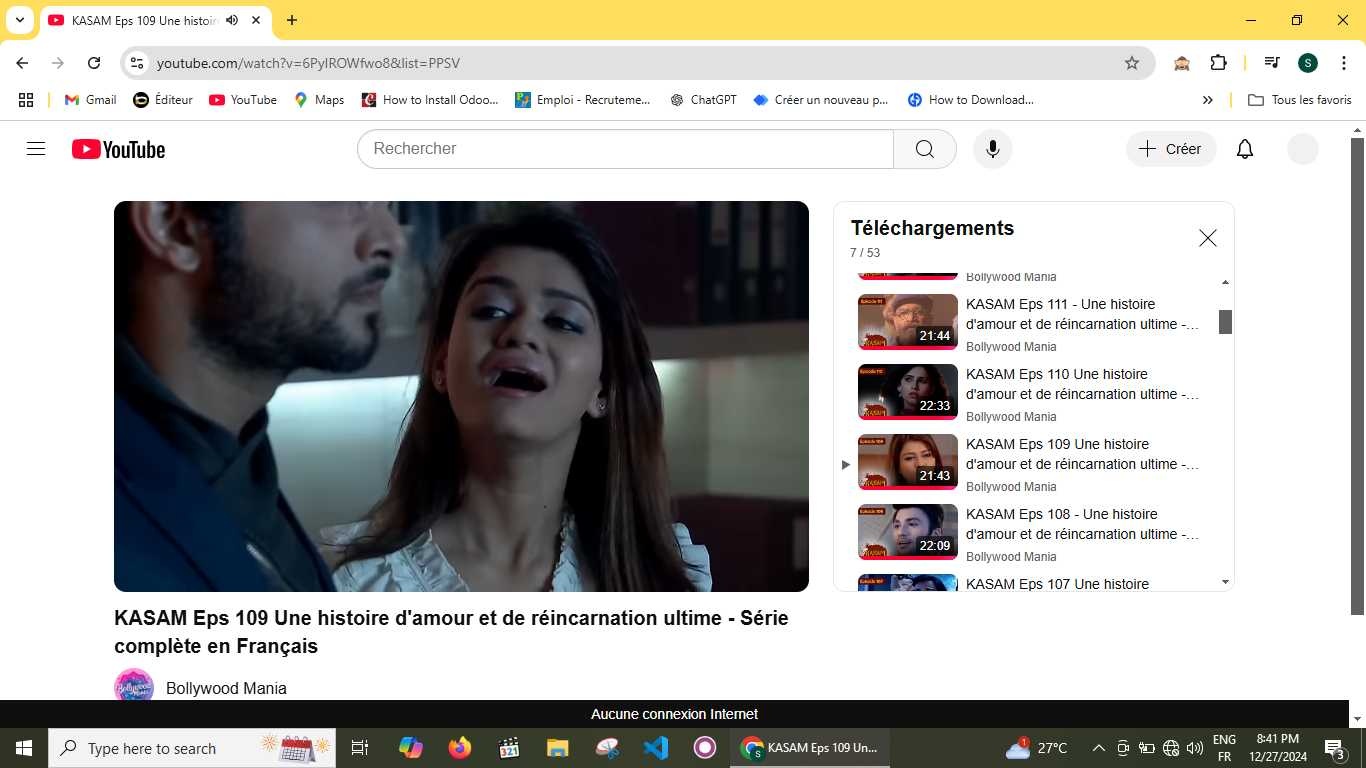 KASAM Eps 109 Une histoir
youtube.com/watch?v=6PyIROWfwo8&list=PPSV
S
Gmail
Éditeur
YouTube
Maps
How to Install Odoo...
Emploi - Recruteme...
ChatGPT
Créer un nouveau p...
How to Download...
Tous les favoris
YouTube
Rechercher
Créer
Téléchargements
7 / 53
Bollywood Mania
21:44
KASAM Eps 111 - Une histoire
d'amour et de réincarnation ultime -...
Bollywood Mania
22:33
KASAM Eps 110 Une histoire
d'amour et de réincarnation ultime -...
Bollywood Mania
21:43
KASAM Eps 109 Une histoire
d'amour et de réincarnation ultime -...
Bollywood Mania
22:09
KASAM Eps 108 - Une histoire
d'amour et de réincarnation ultime -...
Bollywood Mania
KASAM Eps 107 Une histoire
KASAM Eps 109 Une histoire d'amour et de réincarnation ultime - Série
complète en Français
Bollywood Mania
Aucune connexion Internet
Type here to search
KASAM Eps 109 Un...
27°C
ENG
FR
8:41 PM
12/27/2024
3